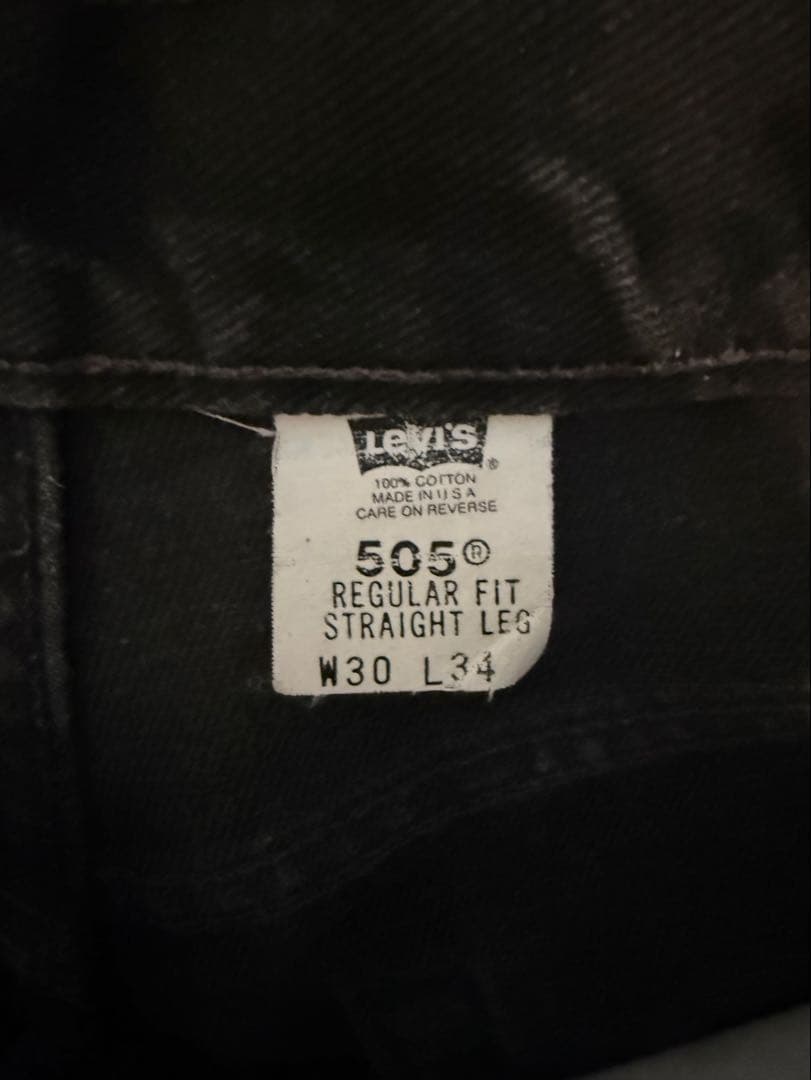 Levi's®
100% COTTON
MADE IN U S A
CARE ON REVERSE
505®
REGULAR FIT
STRAIGHT LEG
W30 L34